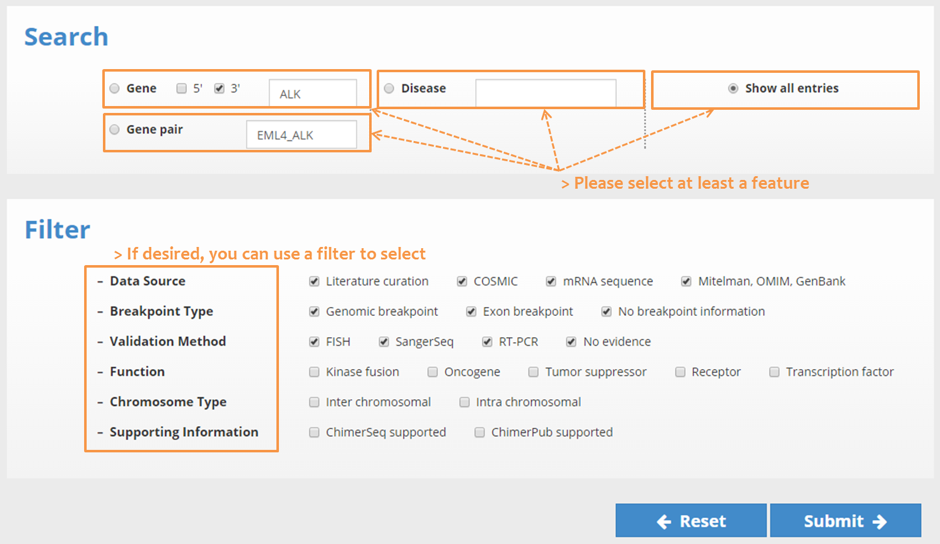 Search
Gene 5' 3' ALK Disease Show all entries
Gene pair EML4_ALK
> Please select at least a feature
Filter
> If desired, you can use a filter to select
– Data Source Literature curation COSMIC mRNA sequence Mitelman, OMIM, GenBank
– Breakpoint Type Genomic breakpoint Exon breakpoint No breakpoint information
– Validation Method FISH SangerSeq RT-PCR No evidence
– Function Kinase fusion Oncogene Tumor suppressor Receptor Transcription factor
– Chromosome Type Inter chromosomal Intra chromosomal
– Supporting Information ChimerSeq supported ChimerPub supported
Reset Submit